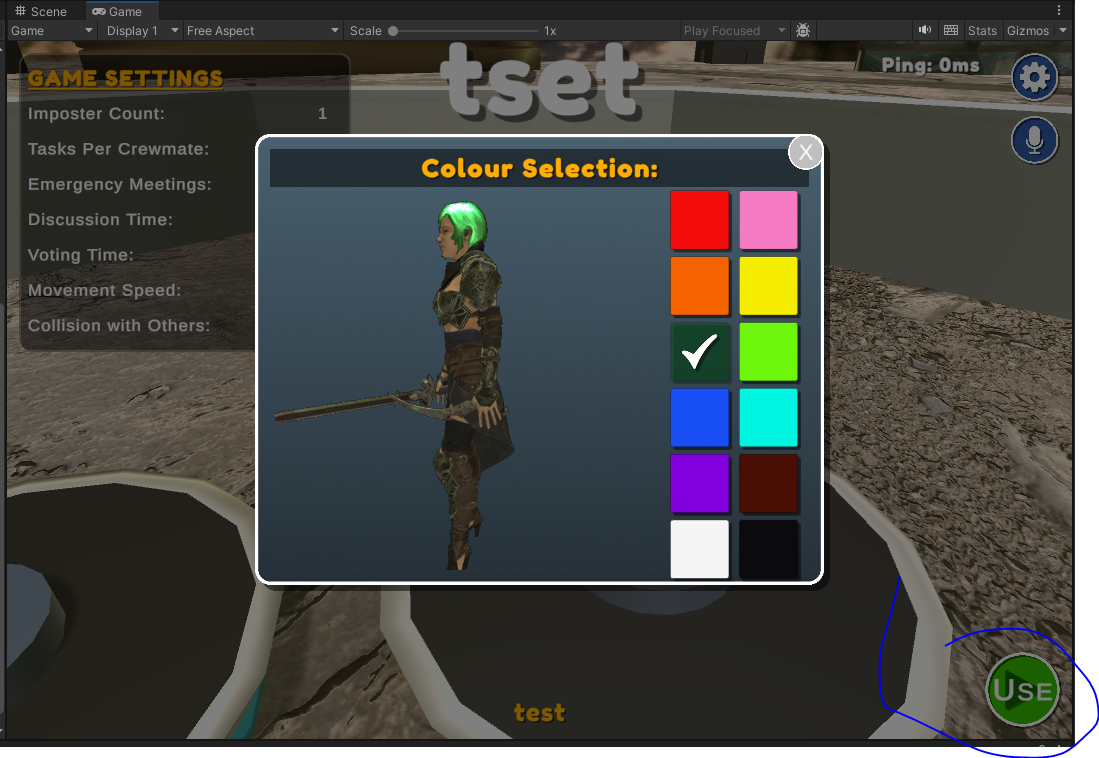 Scene
Game
Game
Display 1
Free Aspect
Scale
1x
Play Focused
Stats
Gizmos
GAME SETTINGS
Imposter Count: 1
Tasks Per Crewmate:
Emergency Meetings:
Discussion Time:
Voting Time:
Movement Speed:
Collision with Others:
tset
Ping: 0ms
Colour Selection:
X
USE
test